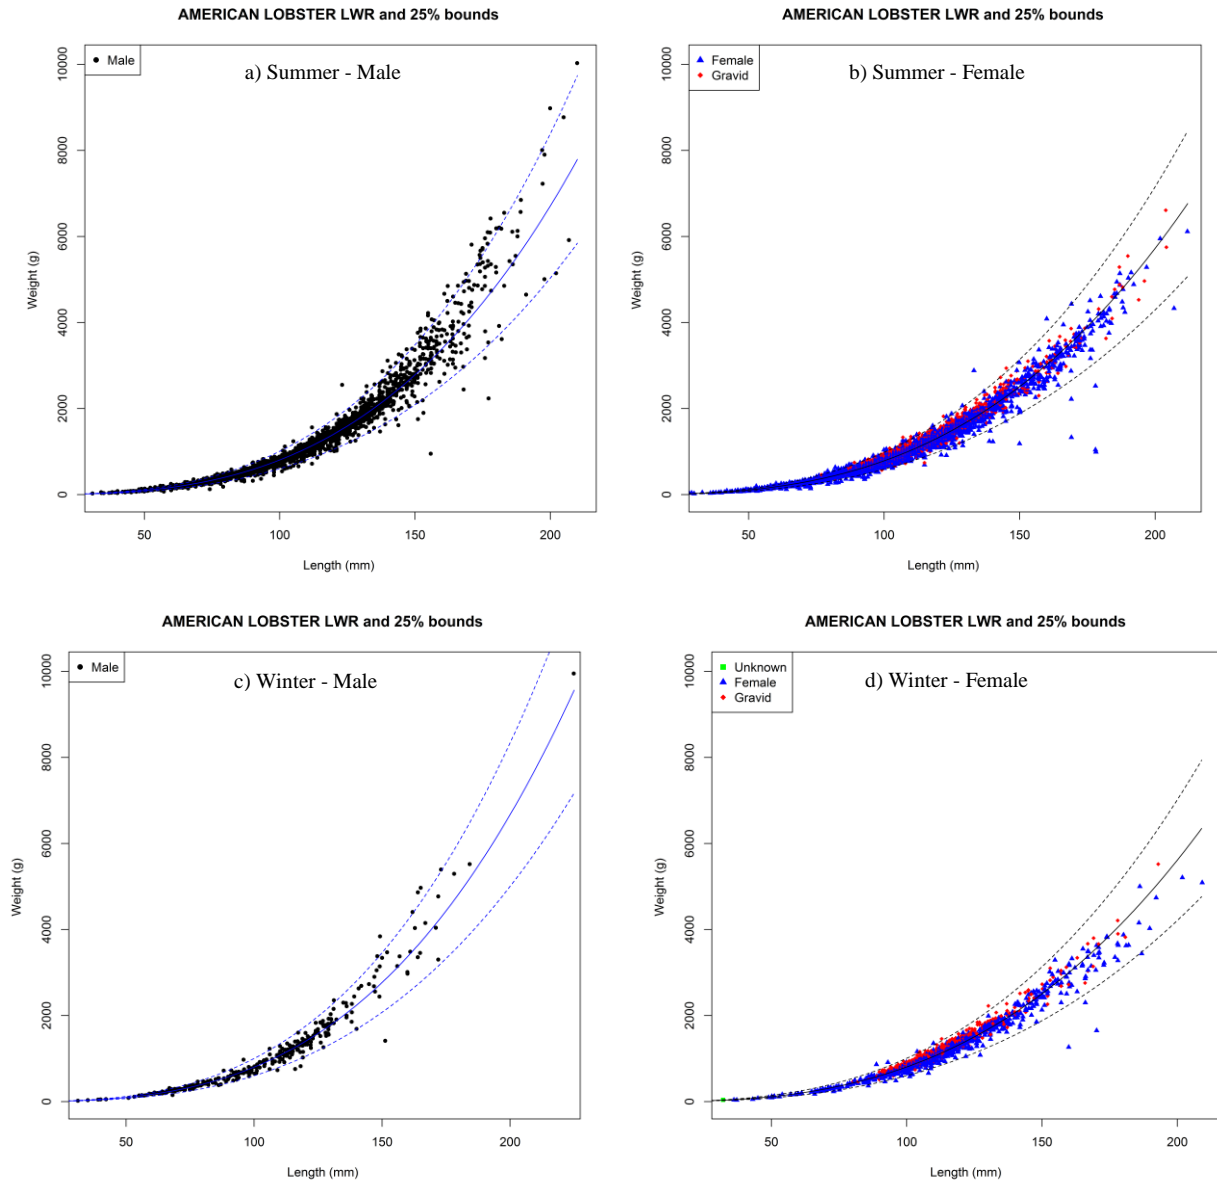 AMERICAN LOBSTER LWR and 25% bounds
Male
a) Summer - Male
Weight (g)
10000
8000
6000
4000
2000
0
50
100
150
200
Length (mm)
AMERICAN LOBSTER LWR and 25% bounds
Female
Gravid
b) Summer - Female
Weight (g)
10000
8000
6000
4000
2000
0
50
100
150
200
Length (mm)
AMERICAN LOBSTER LWR and 25% bounds
Male
c) Winter - Male
Weight (g)
10000
8000
6000
4000
2000
0
50
100
150
200
Length (mm)
AMERICAN LOBSTER LWR and 25% bounds
Unknown
Female
Gravid
d) Winter - Female
Weight (g)
10000
8000
6000
4000
2000
0
50
100
150
200
Length (mm)